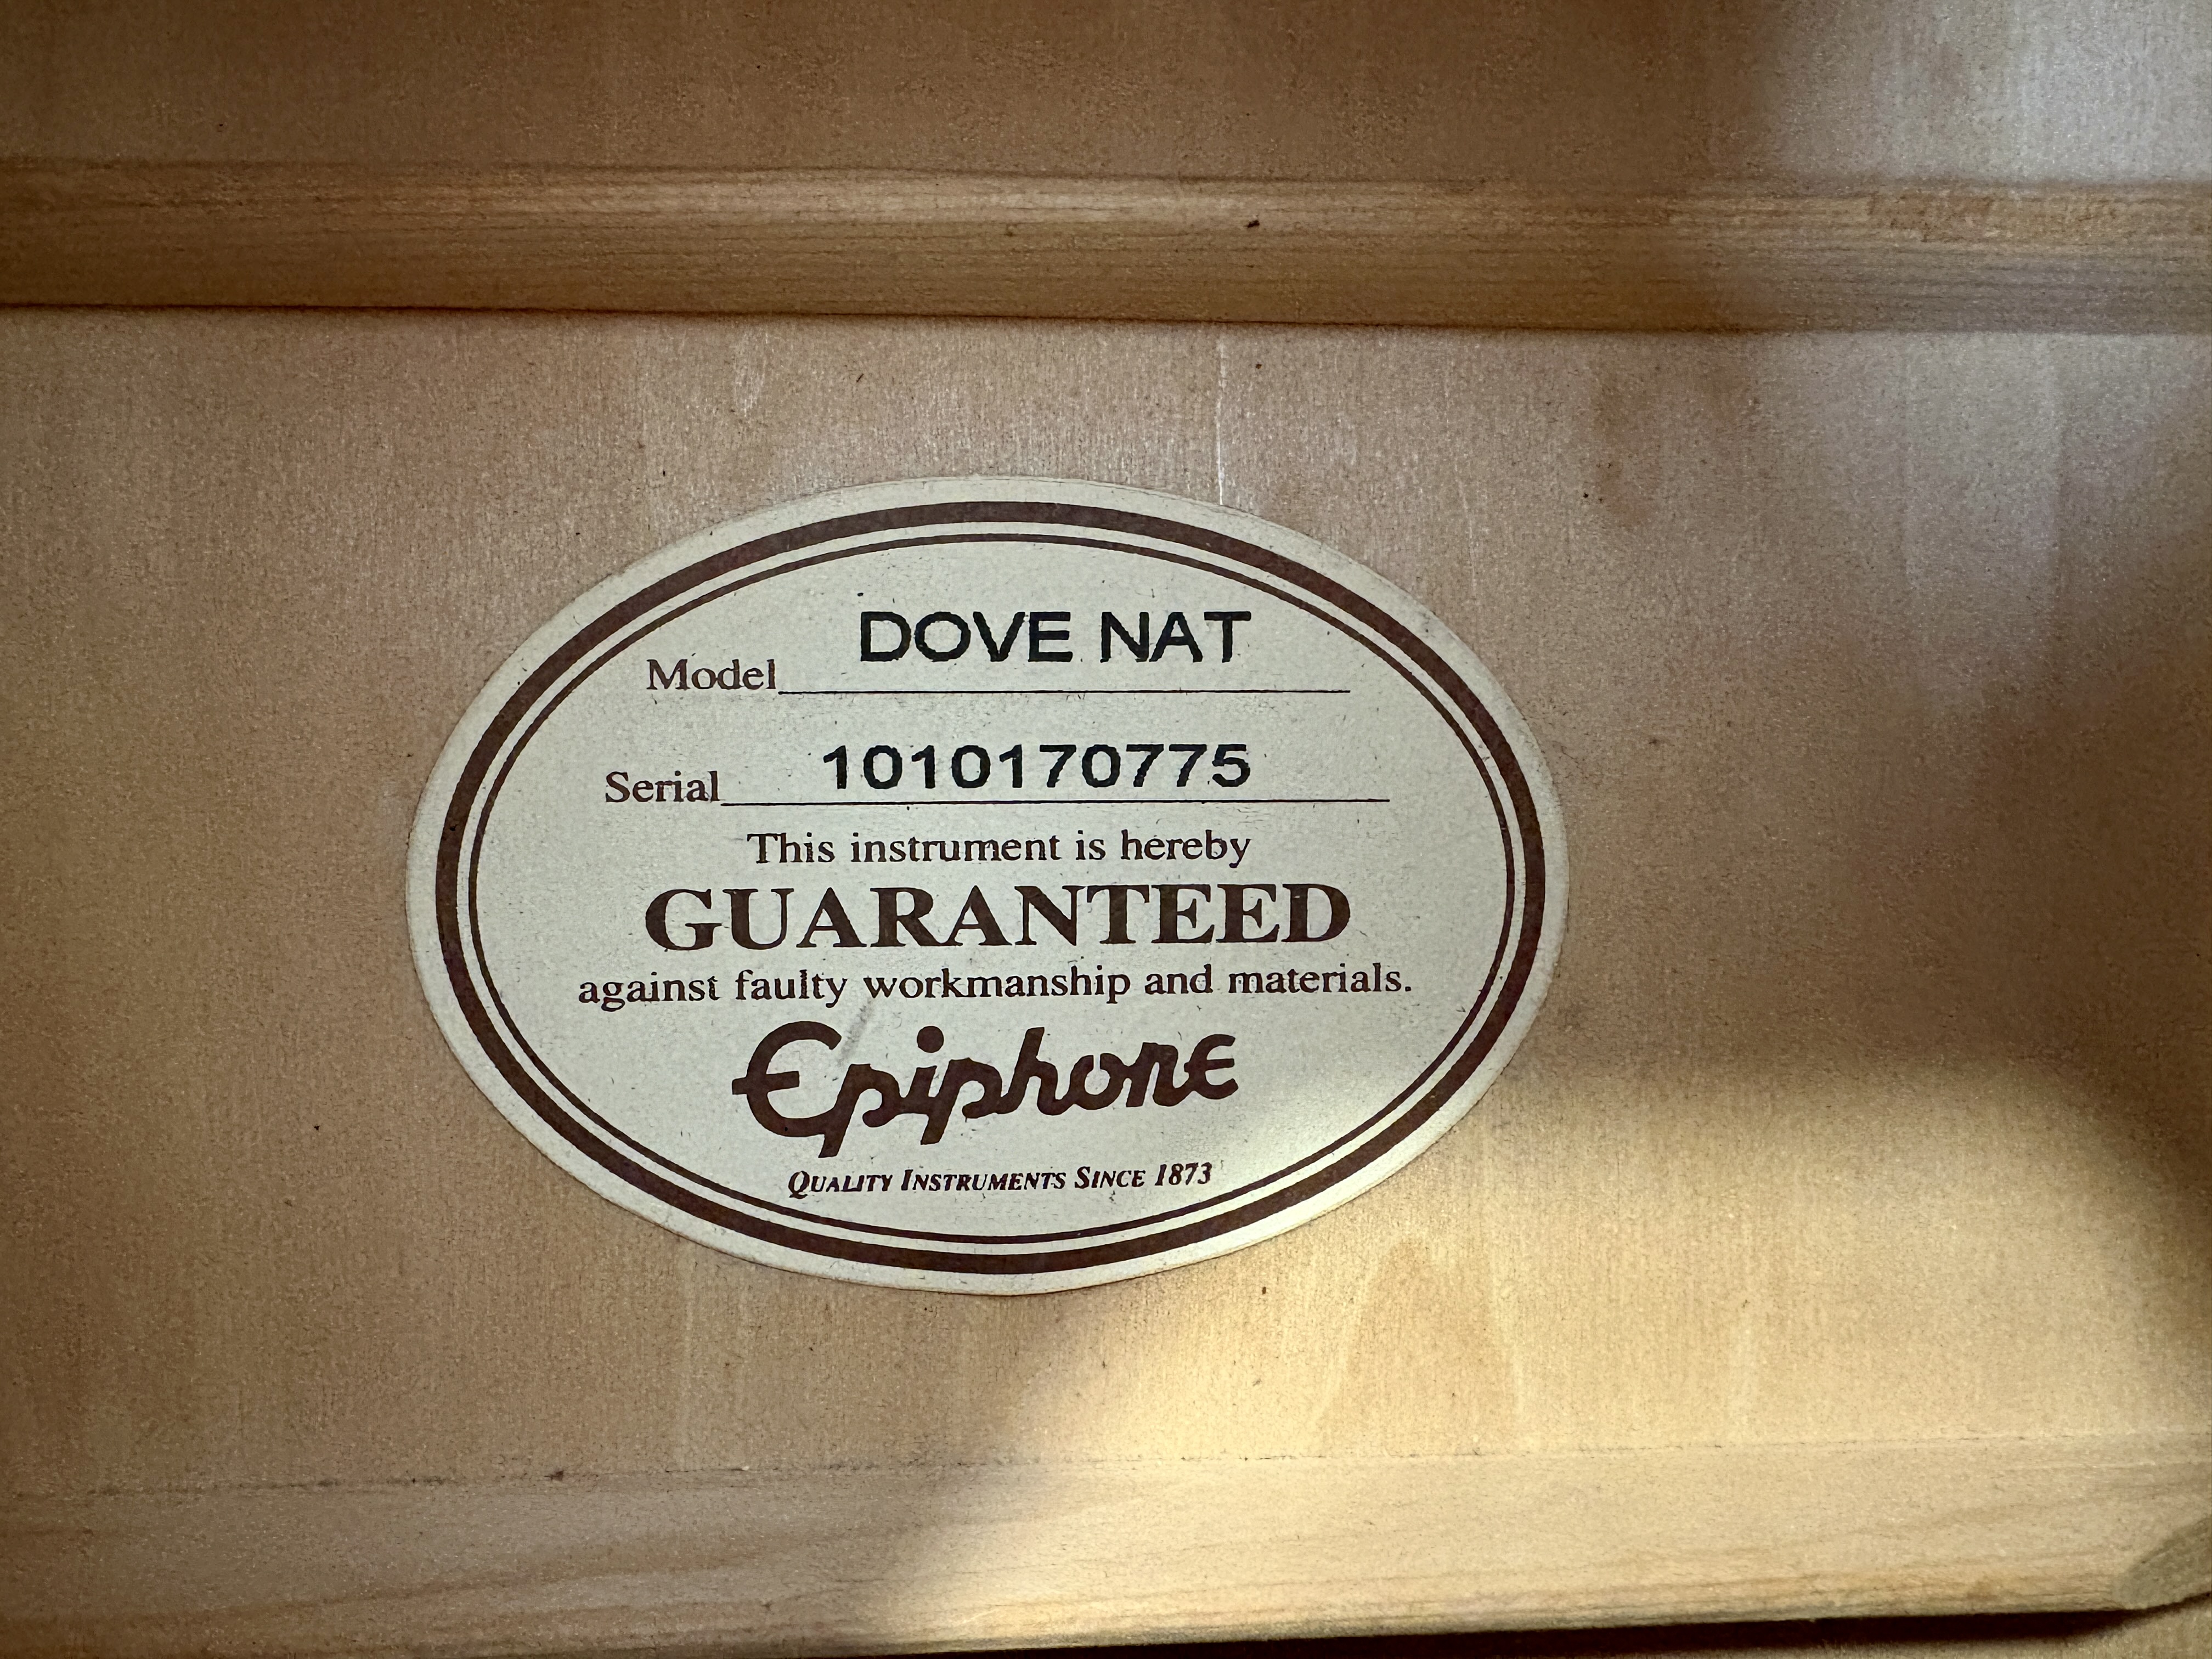 Model DOVE NAT
Serial 1010170775
This instrument is hereby
GUARANTEED
against faulty workmanship and materials.
Epiphone
QUALITY INSTRUMENTS SINCE 1873